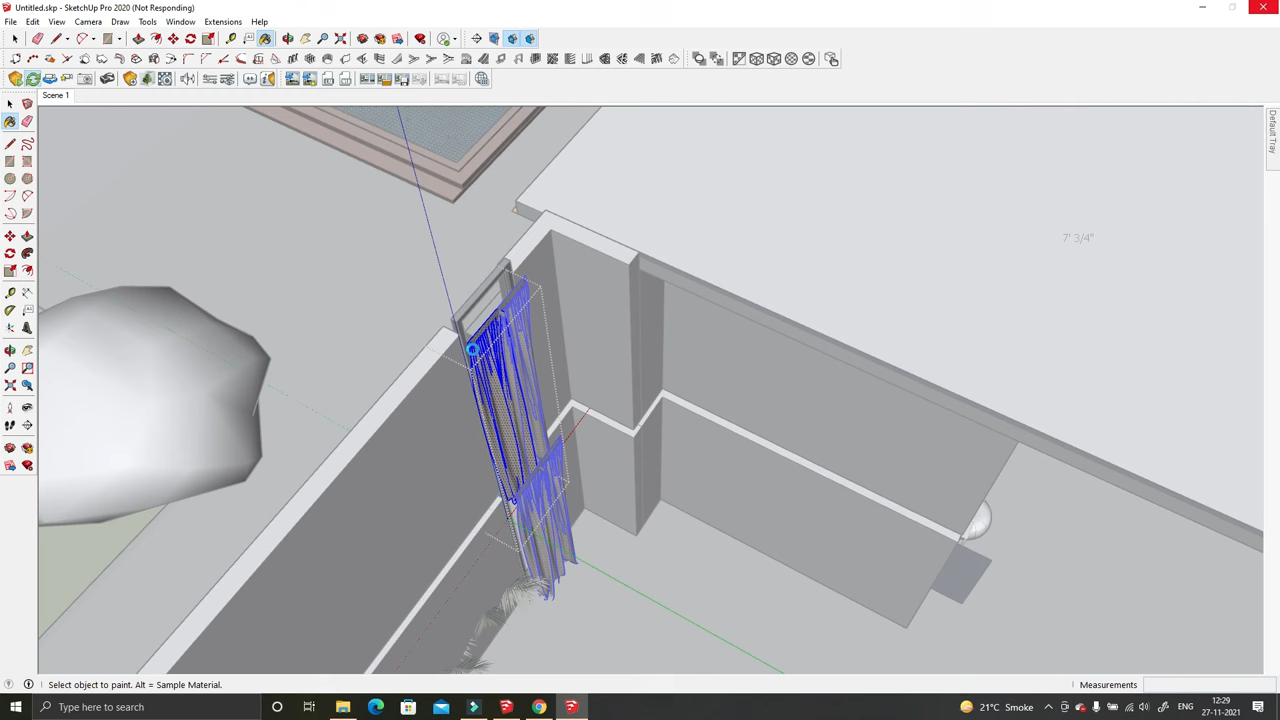 Untitled.skp - SketchUp Pro 2020 (Not Responding)
File Edit View Camera Draw Tools Window Extensions Help
Scene 1
Default Tray
7' 3/4"
Select object to paint. Alt = Sample Material.
Measurements
Type here to search
21°C Smoke
ENG
12:29
27-11-2021